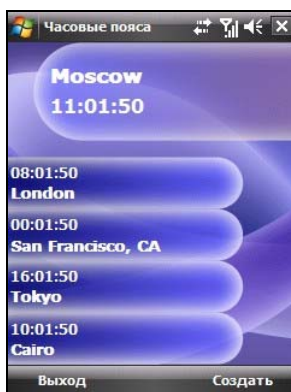 Часовые пояса
Moscow
11:01:50
08:01:50
London
00:01:50
San Francisco, CA
16:01:50
Tokyo
10:01:50
Cairo
Выход Создать